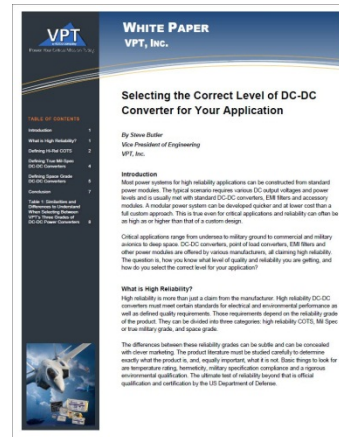 VPT
WHITE PAPER
VPT, INC.
TABLE OF CONTENTS
Introduction 1
What is High Reliability? 1
Defining Hi-Rel COTS 2
Defining True Mil-Spec
DC-DC Converters 4
Defining Space Grade
DC-DC Converters
Conclusion 7
Table 1: Similarities and
Differences to Understand
When Selecting Between
VPT's Three Grades of
DC-DC Power Converters
Selecting the Correct Level of DC-DC
Converter for Your Application
By Steve Butler
Vice President of Engineering
VPT, Inc.
Introduction
Most power systems for high reliability applications can be constructed from standard
power modules. The typical scenario requires various DC output voltages and power
levels and is usually met with standard DC-DC converters, EMI filters and accessory
modules. A modular power system can be developed quicker and at lower cost than a
full custom approach. This is true even for critical applications and reliability can often be
as high as or higher than that of a custom design.
Critical applications range from undersea to military ground to commercial and military
avionics to deep space. DC-DC converters, point of load converters, EMI filters and
other power modules are offered by various manufacturers, all claiming high reliability.
The question is, how you know what level of quality and reliability you are getting, and
how do you select the correct level for your application?
What is High Reliability?
High reliability is more than just a claim from the manufacturer. High reliability DC-DC
converters must meet certain standards for electrical and environmental performance as
well as defined quality requirements. Those requirements depend on the reliability grade
of the product. They can be divided into three categories: high reliability COTS, Mil Spec
or true military grade, and space grade.
The differences between these reliability grades can be subtle and can be concealed
with clever marketing. The product literature must be studied carefully to determine
exactly what the product is, and, equally important, what it is not. Basic things to look for
are temperature rating, hermeticity, military specification compliance and a rigorous
environmental qualification. The ultimate test of reliability beyond that is official
qualification and certification by the US Department of Defense.